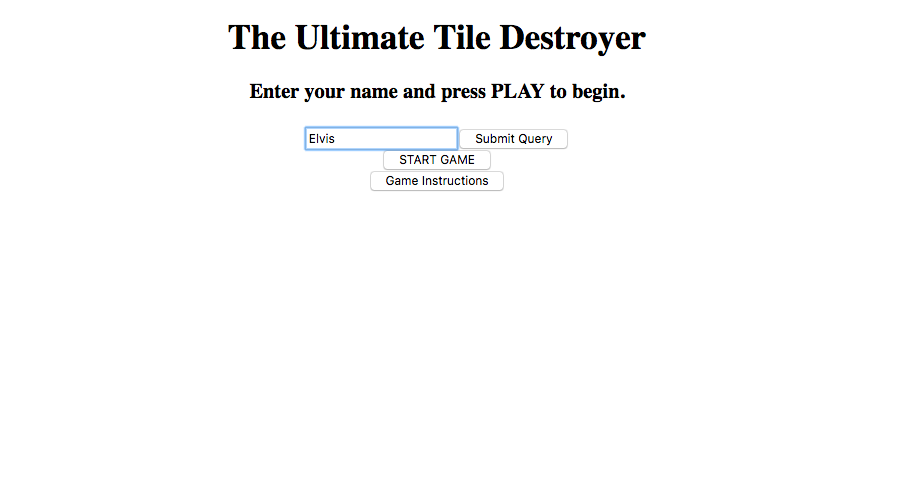 The Ultimate Tile Destroyer
Enter your name and press PLAY to begin.
Elvis Submit Query
START GAME
Game Instructions